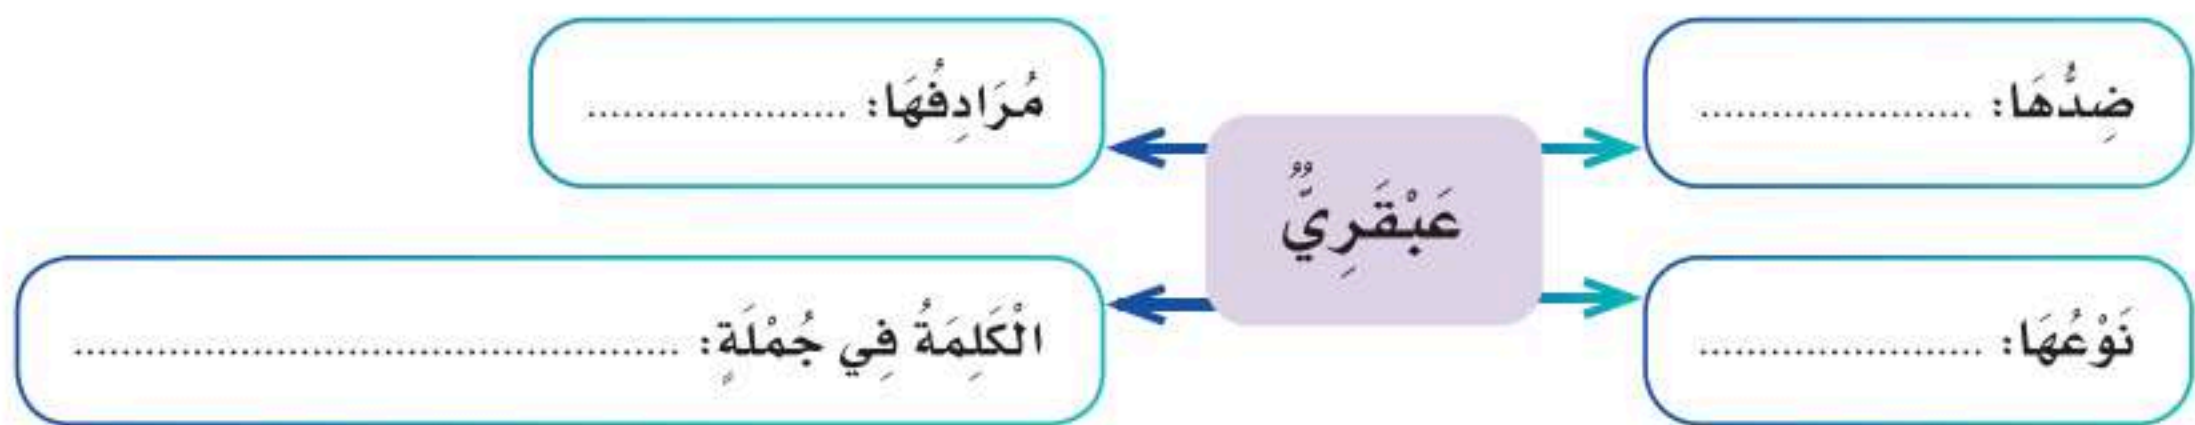 ضِدُّهَا: ......................
مُرَادِفُهَا: ......................
عَبْقَرِيٌّ
نَوْعُهَا: ......................
الْكَلِمَةُ فِي جُمْلَةٍ: ..................................................